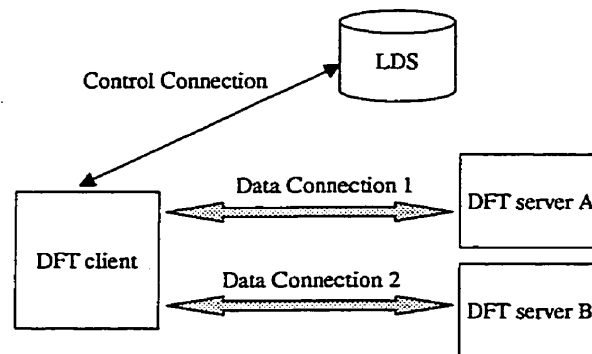 LDS
Control Connection
Data Connection 1
DFT server A
DFT client
Data Connection 2
DFT server B